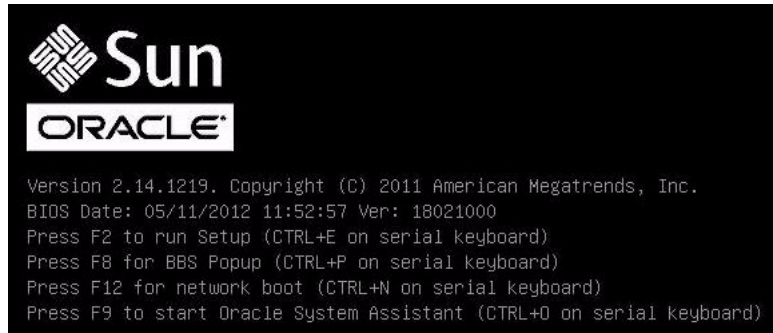 Sun
ORACLE
Version 2.14.1219. Copyright (C) 2011 American Megatrends, Inc.
BIOS Date: 05/11/2012 11:52:57 Ver: 18021000
Press F2 to run Setup (CTRL+E on serial keyboard)
Press F8 for BBS Popup (CTRL+P on serial keyboard)
Press F12 for network boot (CTRL+N on serial keyboard)
Press F9 to start Oracle System Assistant (CTRL+O on serial keyboard)